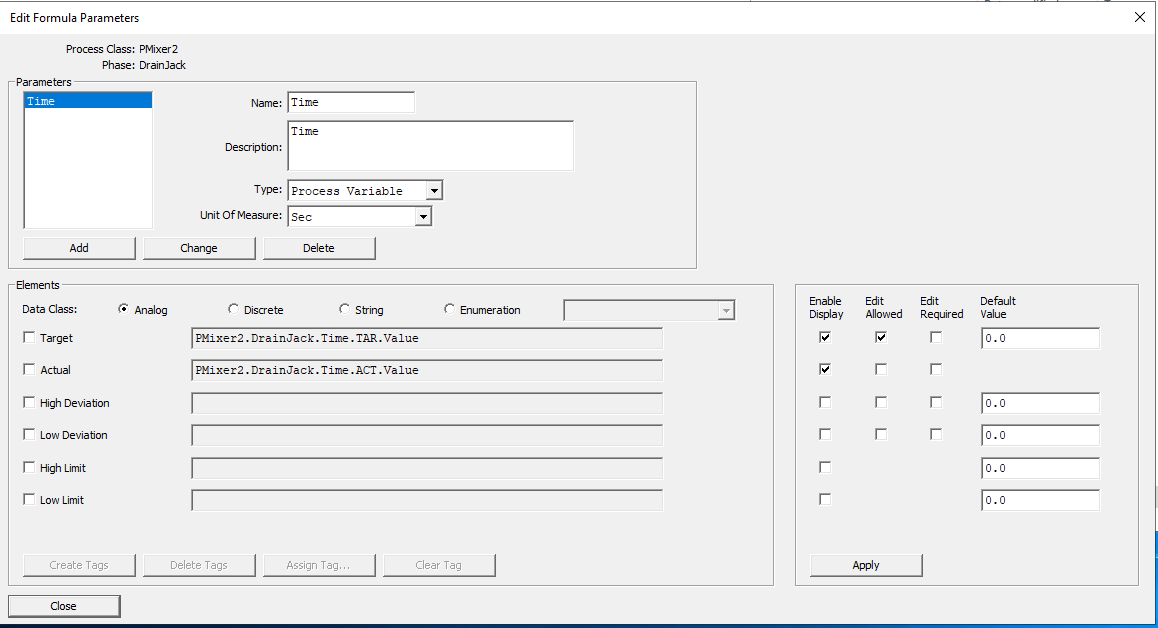 Edit Formula Parameters
Process Class: PMixer2
Phase: DrainJack
Parameters
Time
Name: Time
Description: Time
Type: Process Variable
Unit Of Measure: Sec
Add Change Delete
Elements
Data Class: Analog Discrete String Enumeration
Enable Display Edit Allowed Edit Required Default Value
Target PMixer2.DrainJack.Time.TAR.Value 0.0
Actual PMixer2.DrainJack.Time.ACT.Value
High Deviation 0.0
Low Deviation 0.0
High Limit 0.0
Low Limit 0.0
Create Tags Delete Tags Assign Tag... Clear Tag Apply
Close